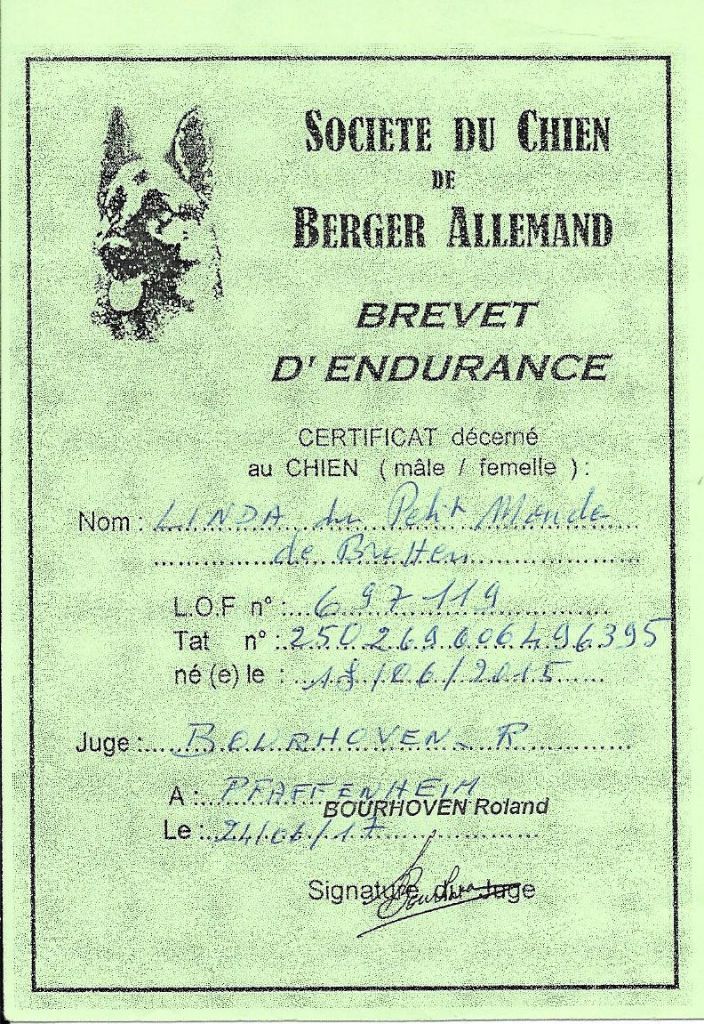 SOCIETE DU CHIEN
DE
BERGER ALLEMAND
BREVET
D' ENDURANCE
CERTIFICAT décerné
au CHIEN ( mâle / femelle ) :
Nom : LINDA du Petit Monde
de Bretten
L.O.F n° : 697119
Tat n° : 250269606496395
né (e) le : 18/06/2015
Juge : BOURHOVEN R
A : PFAFFENHEIM
BOURHOVEN Roland
Le : 24/06/17
Signature du Juge